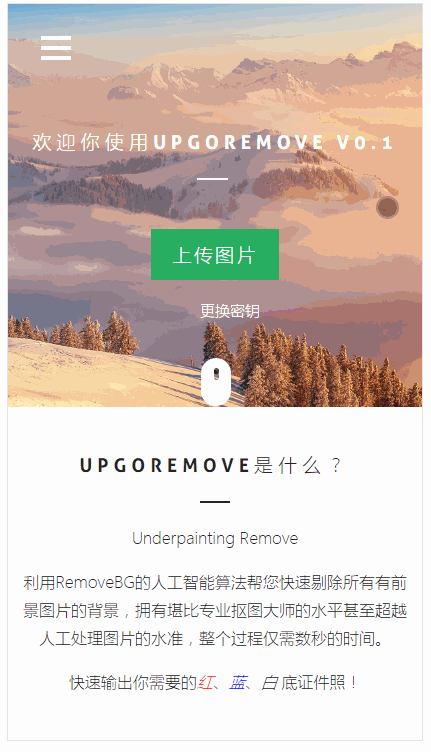 欢迎你使用UPGOREMOVE V0.1
上传图片
更换密钥
UPGOREMOVE是什么？
Underpainting Remove
利用RemoveBG的人工智能算法帮您快速剔除所有有前
景图片的背景，拥有堪比专业抠图大师的水平甚至超越
人工处理图片的水准，整个过程仅需数秒的时间。
快速输出你需要的红、蓝、白 底证件照！